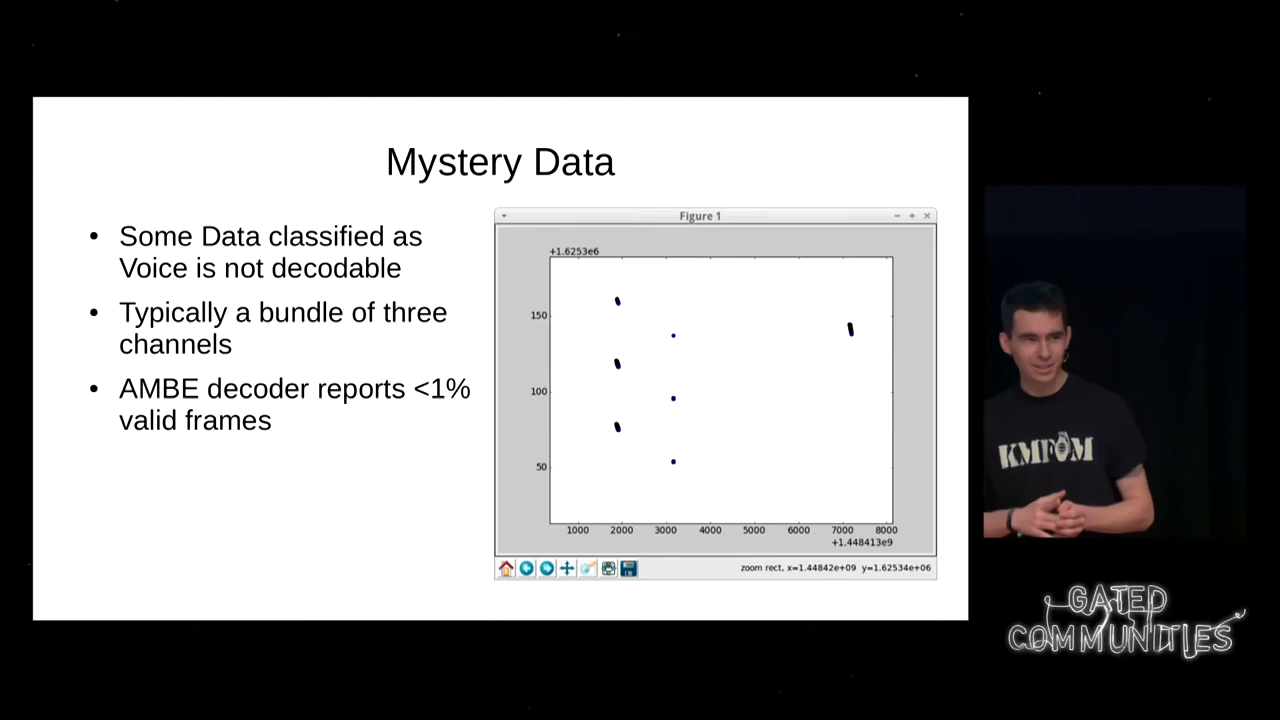 Mystery Data
• Some Data classified as
Voice is not decodable
• Typically a bundle of three
channels
• AMBE decoder reports <1%
valid frames
Figure 1
+1.6253e6
150
100
50
1000 2000 3000 4000 5000 6000 7000 8000
+1.448413e9
zoom rect, x=1.44842e+09 y=1.62534e+06
KMFOM
GATED
COMMUNITIES